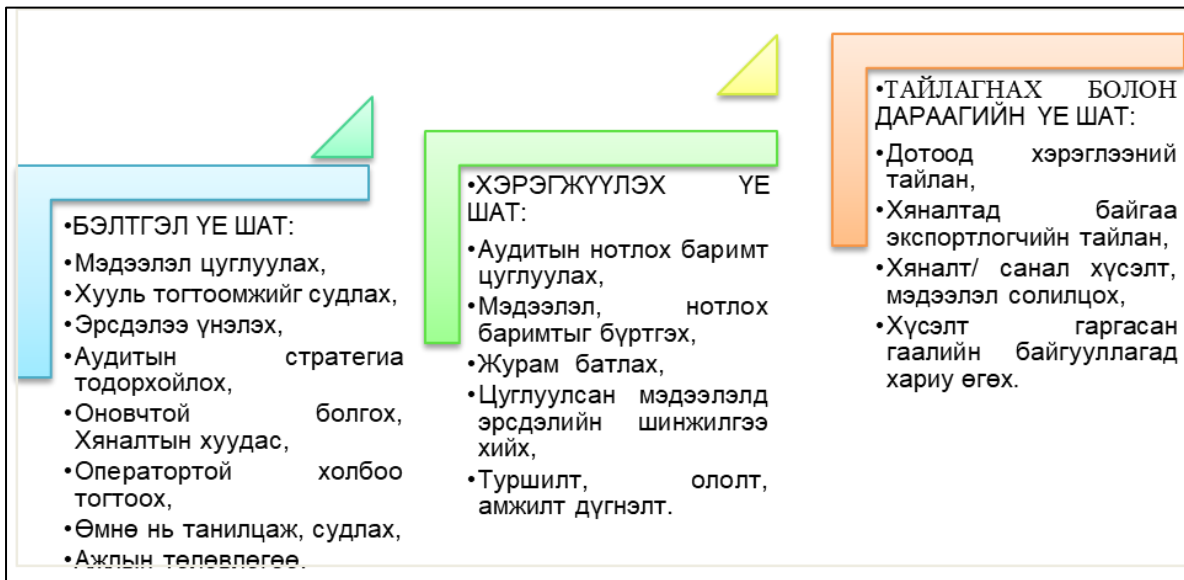 •БЭЛТГЭЛ ҮЕ ШАТ:
•Мэдээлэл цуглуулах,
•Хууль тогтоомжийг судлах,
•Эрсдэлээ үнэлэх,
•Аудитын стратегиа
тодорхойлох,
•Оновчтой болгох,
Хяналтын хуудас,
•Оператортой холбоо
тогтоох,
•Өмнө нь танилцаж, судлах,
•Ажлын төлөвлөгөө.
•ХЭРЭГЖҮҮЛЭХ ҮЕ
ШАТ:
•Аудитын нотлох баримт
цуглуулах,
•Мэдээлэл, нотлох
баримтыг бүртгэх,
•Журам батлах,
•Цуглуулсан мэдээлэлд
эрсдэлийн шинжилгээ
хийх,
•Туршилт, ололт,
амжилт дүгнэлт.
•ТАЙЛАГНАХ БОЛОН
ДАРААГИЙН ҮЕ ШАТ:
•Дотоод хэрэглээний
тайлан,
•Хяналтад байгаа
экспортлогчийн тайлан,
•Хяналт/ санал хүсэлт,
мэдээлэл солилцох,
•Хүсэлт гаргасан
гаалийн байгууллагад
хариу өгөх.